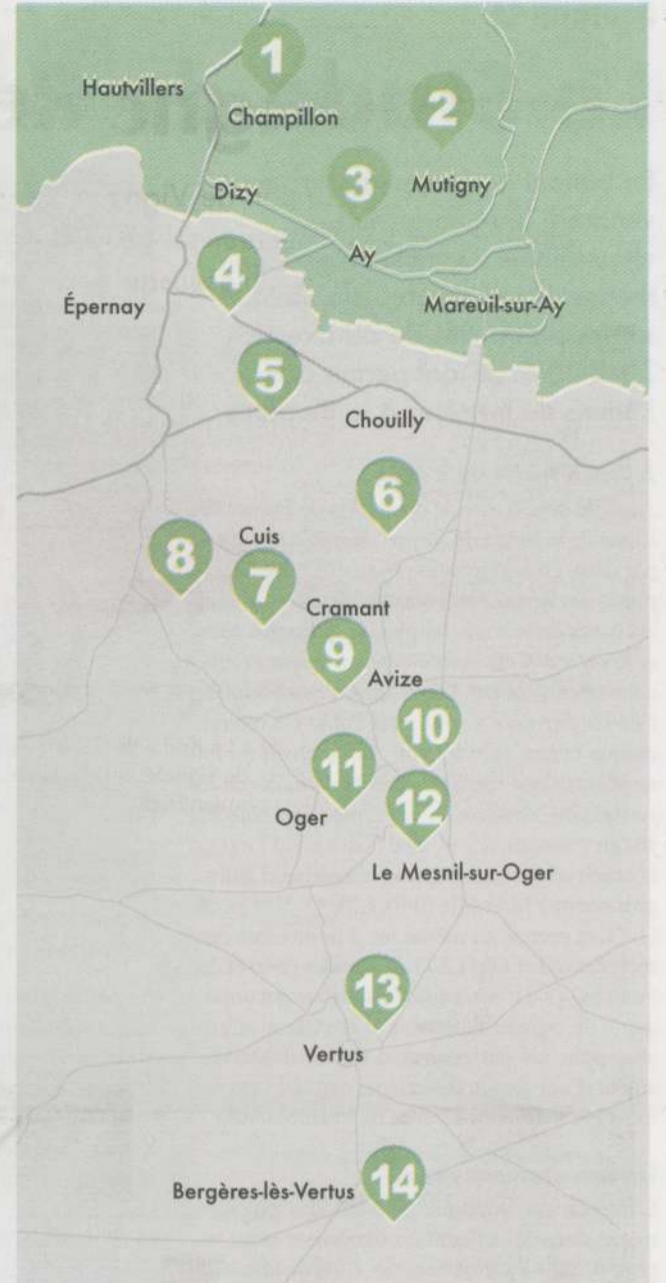 1
Hautvillers
2
Champillon
3
Mutigny
Dizy
Ay
4
Épernay
Mareuil-sur-Ay
5
Chouilly
6
Cuis
8
7
Cramant
9
Avize
10
11
12
Oger
Le Mesnil-sur-Oger
13
Vertus
Bergères-lès-Vertus
14